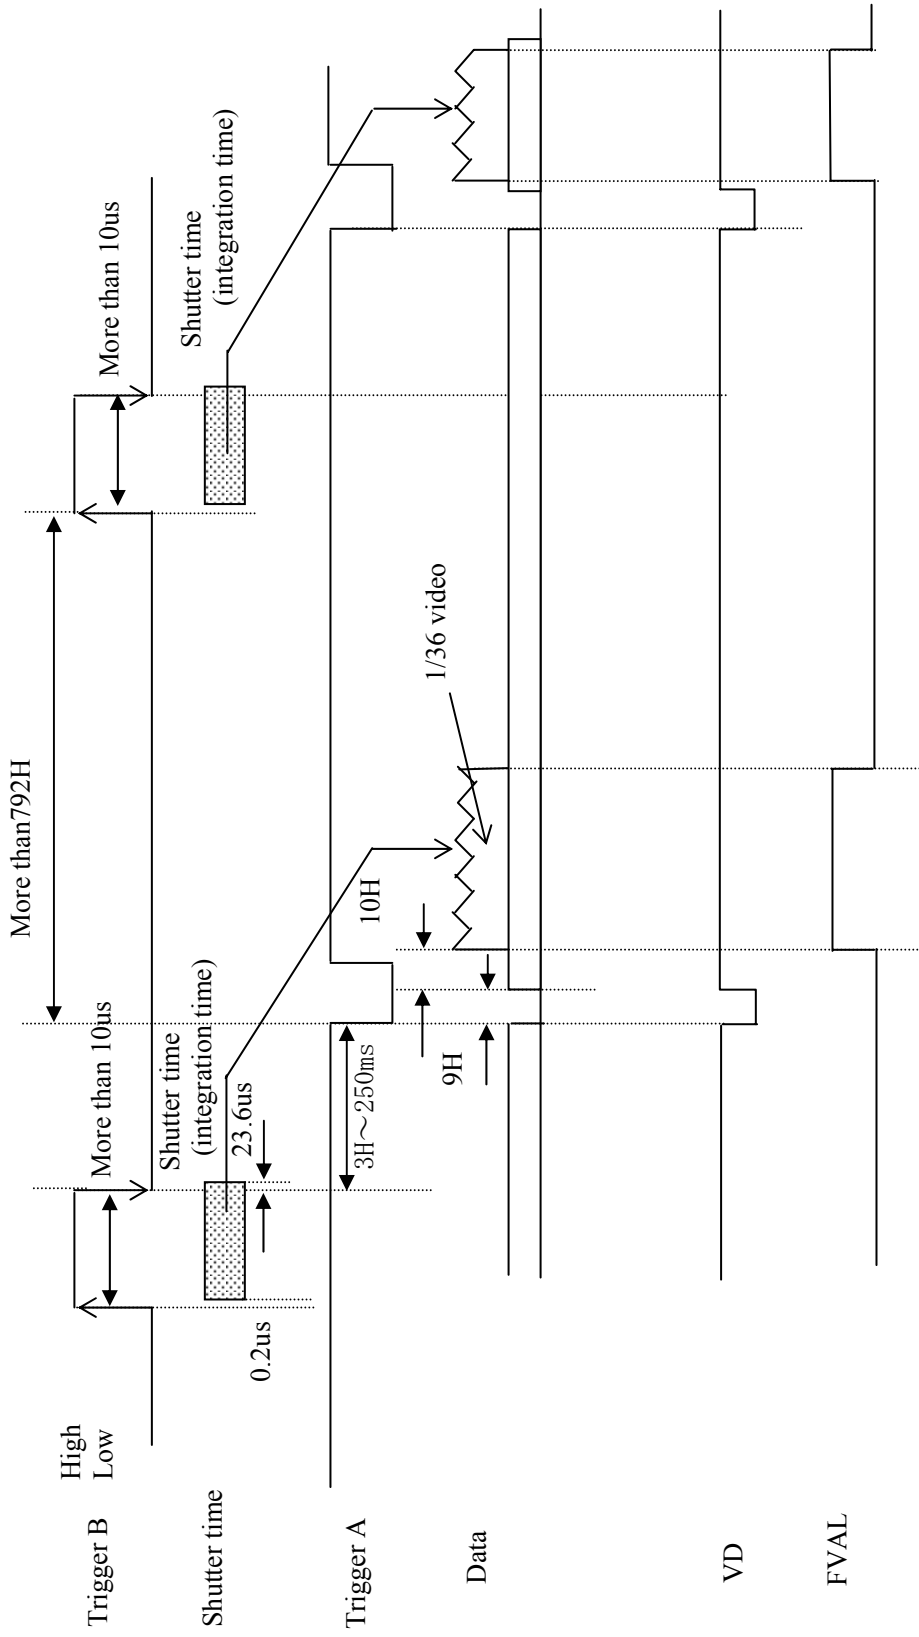 More than792H
High
Low
Trigger B
More than 10us
More than 10us
Shutter time
0.2us
Shutter time
(integration time)
23.6us
Shutter time
(integration time)
Trigger A
3H～250ms
10H
Data
9H
1/36 video
VD
FVAL